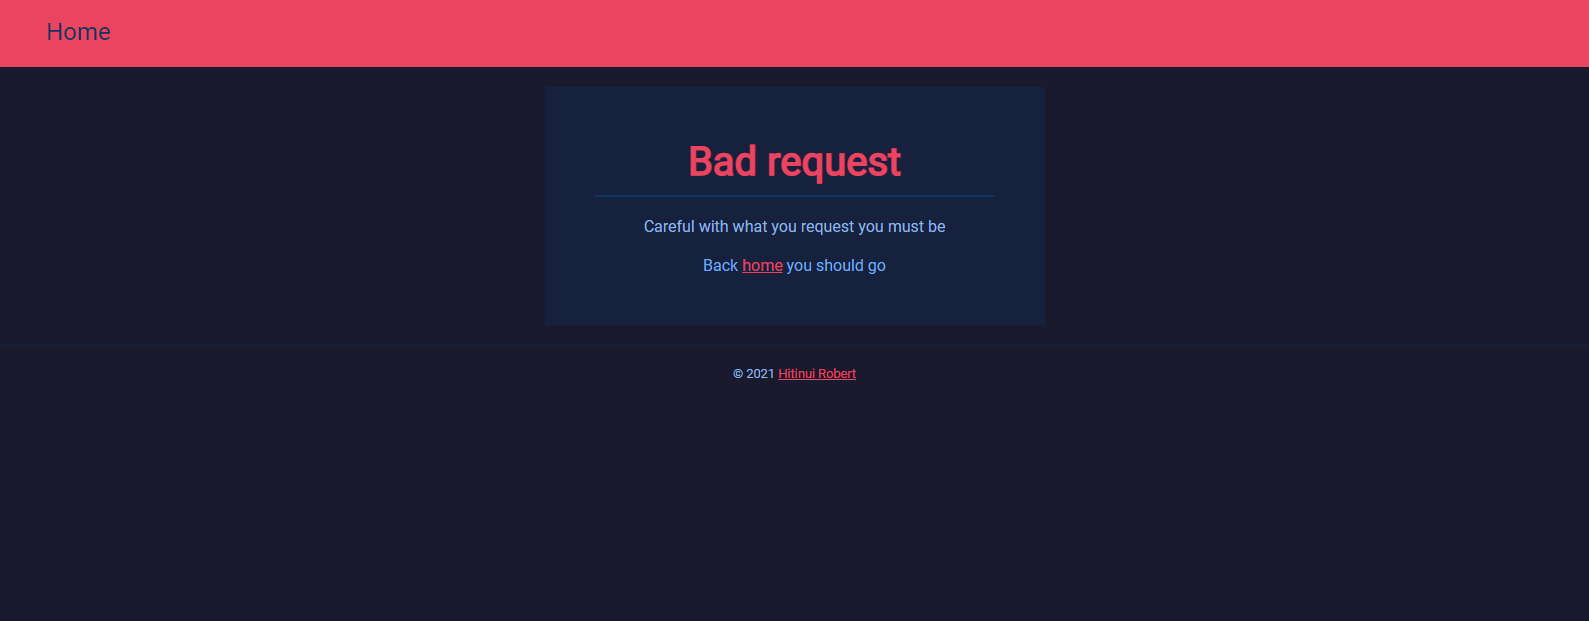 Home
Bad request
Careful with what you request you must be
Back home you should go
© 2021 Hitinui Robert